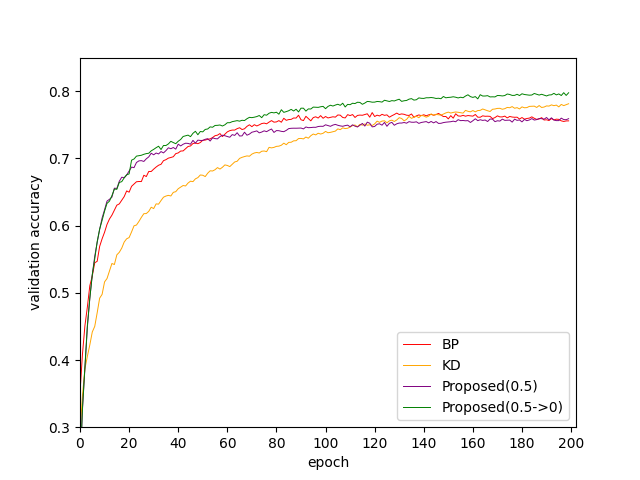 0.8
0.7
0.6
0.5
0.4
0.3
validation accuracy
0 20 40 60 80 100 120 140 160 180 200
epoch
BP
KD
Proposed(0.5)
Proposed(0.5->0)